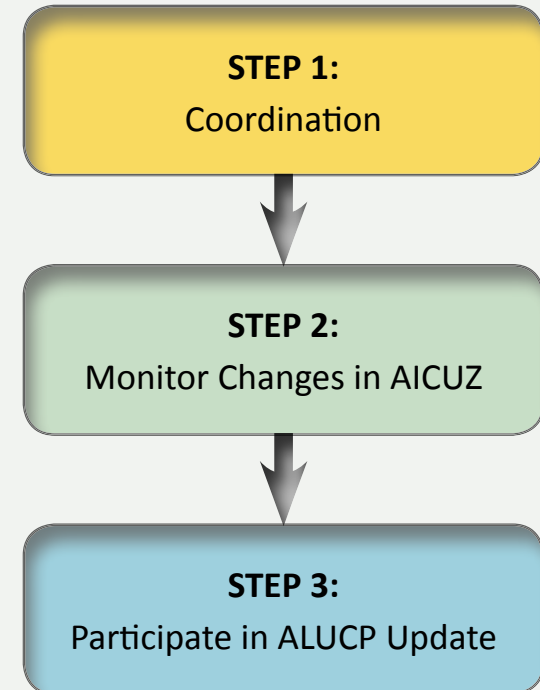 STEP 1:
Coordination
STEP 2:
Monitor Changes in AICUZ
STEP 3:
Participate in ALUCP Update